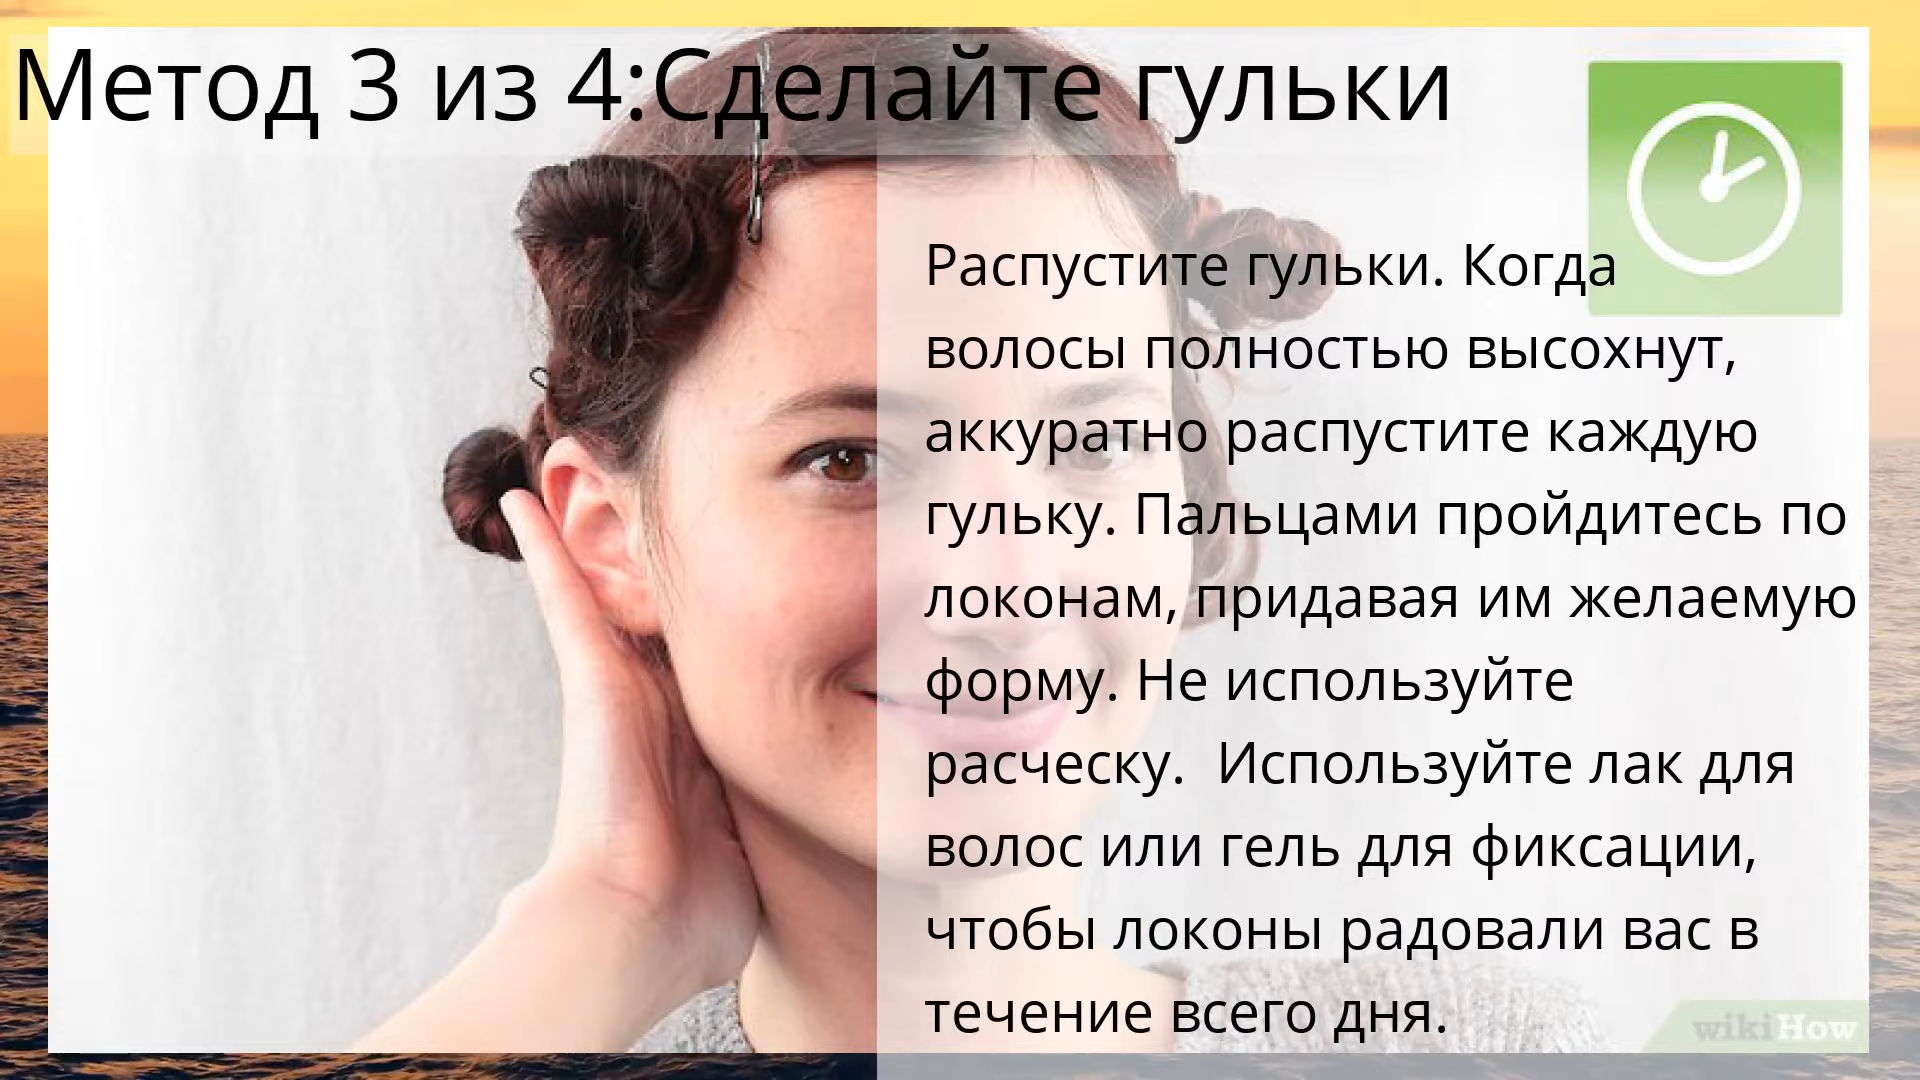 Метод 3 из 4:Сделайте гульки
Распустите гульки. Когда
волосы полностью высохнут,
аккуратно распустите каждую
гульку. Пальцами пройдитесь по
локонам, придавая им желаемую
форму. Не используйте
расческу.  Используйте лак для
волос или гель для фиксации,
чтобы локоны радовали вас в
течение всего дня.
wikiHow